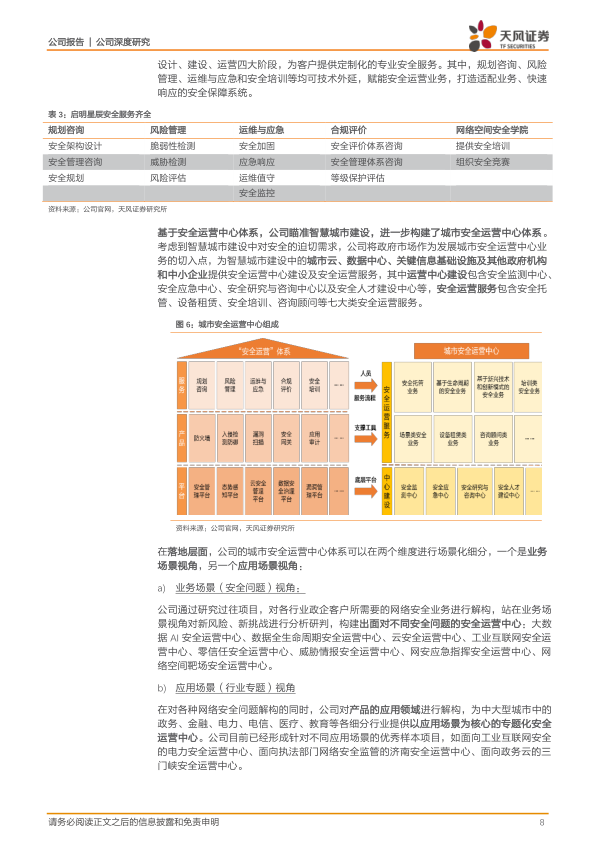 公司报告 | 公司深度研究
天风证券
TF SECURITIES
设计、建设、运营四大阶段，为客户提供定制化的专业安全服务。其中，规划咨询、风险
管理、运维与应急和安全培训等均可技术外延，赋能安全运营业务，打造适配业务、快速
响应的安全保障系统。
表 3：启明星辰安全服务齐全
规划咨询 风险管理 运维与应急 合规评价 网络空间安全学院
安全架构设计 脆弱性检测 安全加固 安全评价体系咨询 提供安全培训
安全管理咨询 威胁检测 应急响应 安全管理体系咨询 组织安全竞赛
安全规划 风险评估 运维值守 等级保护评估
安全监控
资料来源：公司官网，天风证券研究所
基于安全运营中心体系，公司瞄准智慧城市建设，进一步构建了城市安全运营中心体系。
考虑到智慧城市建设中对安全的迫切需求，公司将政府市场作为发展城市安全运营中心业
务的切入点，为智慧城市建设中的城市云、数据中心、关键信息基础设施及其他政府机构
和中小企业提供安全运营中心建设及安全运营服务，其中运营中心建设包含安全监测中心、
安全应急中心、安全研究与咨询中心以及安全人才建设中心等，安全运营服务包含安全托
管、设备租赁、安全培训、咨询顾问等七大类安全运营服务。
图 6：城市安全运营中心组成
“安全运营”体系
城市安全运营中心
服务
规划咨询 风险管理 运维与应急 合规评价 安全培训 ……
人员
服务流程
安全运营服务
安全托管业务 基于生命周期的安全业务 基于新兴技术和创新模式的安全业务 培训类安全业务
产品
防火墙 入侵检测防御 漏洞扫描 安全网关 应用审计 ……
支撑工具
场景类安全业务 设备租赁类业务 咨询顾问类业务 ……
平台
安全管理平台 态势感知平台 云安全管理平台 数据安全治理平台 漏洞管理平台 ……
底层平台
中心建设
安全监测中心 安全应急中心 安全研究与咨询中心 安全人才建设中心 ……
资料来源：公司官网，天风证券研究所
在落地层面，公司的城市安全运营中心体系可以在两个维度进行场景化细分，一个是业务
场景视角，另一个应用场景视角：
a) 业务场景（安全问题）视角：
公司通过研究过往项目，对各行业政企客户所需要的网络安全业务进行解构，站在业务场
景视角对新风险、新挑战进行分析研判，构建出面对不同安全问题的安全运营中心：大数
据 AI 安全运营中心、数据全生命周期安全运营中心、云安全运营中心、工业互联网安全运
营中心、零信任安全运营中心、威胁情报安全运营中心、网安应急指挥安全运营中心、网
络空间靶场安全运营中心。
b) 应用场景（行业专题）视角
在对各种网络安全问题解构的同时，公司对产品的应用领域进行解构，为中大型城市中的
政务、金融、电力、电信、医疗、教育等各细分行业提供以应用场景为核心的专题化安全
运营中心。公司目前已经形成针对不同应用场景的优秀样本项目，如面向工业互联网安全
的电力安全运营中心、面向执法部门网络安全监管的济南安全运营中心、面向政务云的三
门峡安全运营中心。
请务必阅读正文之后的信息披露和免责申明 8